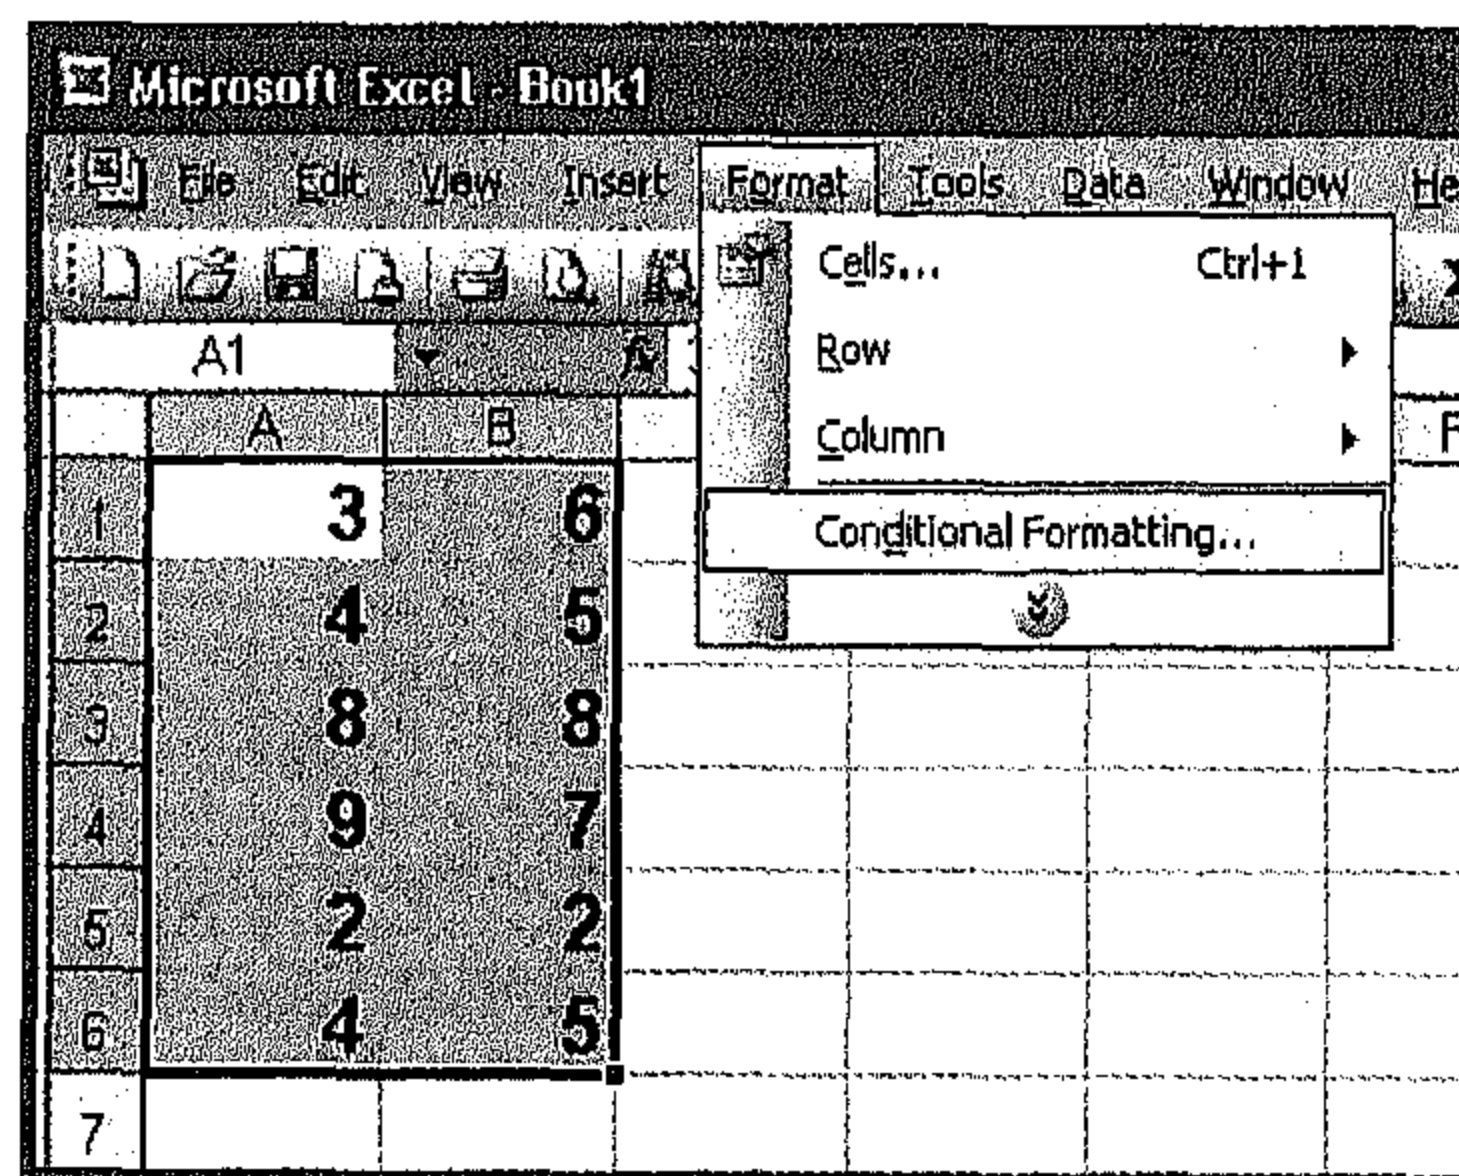 Microsoft Excel - Book1
File Edit View Insert Format Tools Data Window He
Cells... Ctrl+1
A1 fx
Row
Column
A B
Conditional Formatting...
1 3 6
2 4 5
3 8 8
4 9 7
5 2 2
6 4 5
7